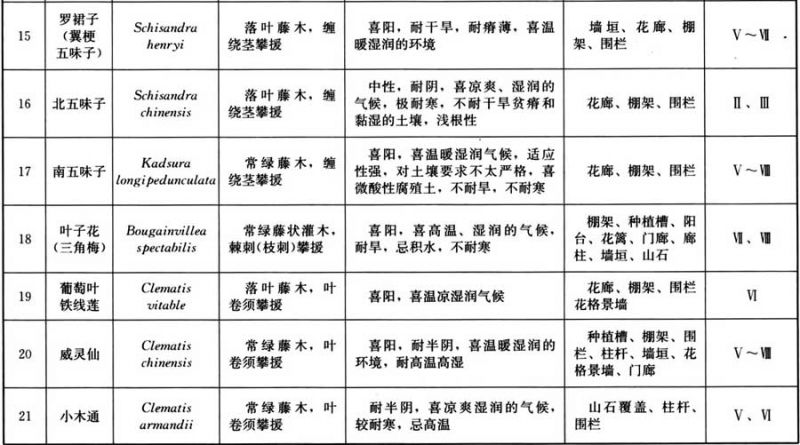 15 罗裙子（翼梗五味子） Schisandra henryi 落叶藤木，缠绕茎攀援 喜阳，耐干旱，耐瘠薄，喜温暖湿润的环境 墙垣、花廊、棚架、围栏 Ⅴ～Ⅶ
16 北五味子 Schisandra chinensis 落叶藤木，缠绕茎攀援 中性，耐阴，喜凉爽、湿润的气候，极耐寒，不耐干旱贫瘠和黏湿的土壤，浅根性 花廊、棚架、围栏 Ⅱ、Ⅲ
17 南五味子 Kadsura longipedunculata 常绿藤木，缠绕茎攀援 喜阳，喜温暖湿润气候，适应性强，对土壤要求不太严格，喜微酸性腐殖土，不耐旱，不耐寒 花廊、棚架、围栏 Ⅴ～Ⅷ
18 叶子花（三角梅） Bougainvillea spectabilis 常绿藤状灌木，棘刺(枝刺)攀援 喜阳，喜高温、湿润的气候，耐旱，忌积水，不耐寒 棚架、种植槽、阳台、花篱、门廊、廊柱、墙垣、山石 Ⅶ、Ⅷ
19 葡萄叶铁线莲 Clematis vitable 落叶藤木，叶卷须攀援 喜阳，喜温凉湿润气候 花廊、棚架、围栏花格景墙 Ⅵ
20 威灵仙 Clematis chinensis 常绿藤木，叶卷须攀援 喜阳，耐半阴，喜温暖湿润的环境，耐高温高湿 种植槽、棚架、围栏、柱杆、墙垣、花格景墙、门廊 Ⅴ～Ⅷ
21 小木通 Clematis armandii 常绿藤木，叶卷须攀援 耐半阴，喜凉爽湿润的气候，较耐寒，忌高温 山石覆盖、柱杆、围栏 Ⅴ、Ⅵ